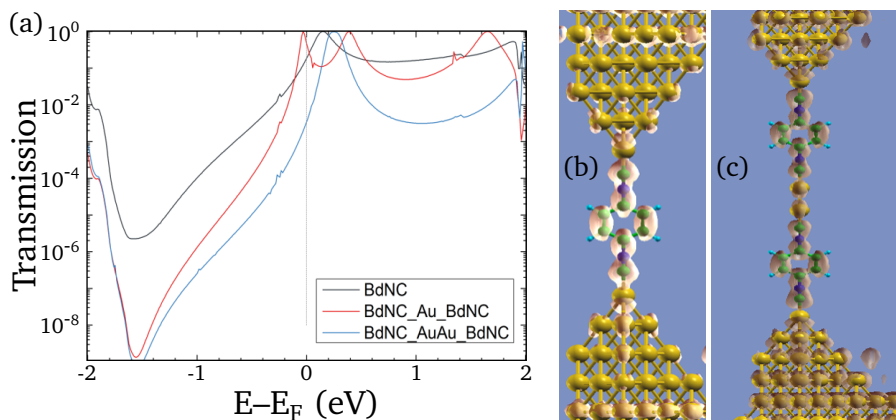 (a)
Transmission
10^0
10^-2
10^-4
10^-6
10^-8
BdNC
BdNC_Au_BdNC
BdNC_AuAu_BdNC
-2
-1
0
1
2
E–E_F (eV)
(b)
(c)